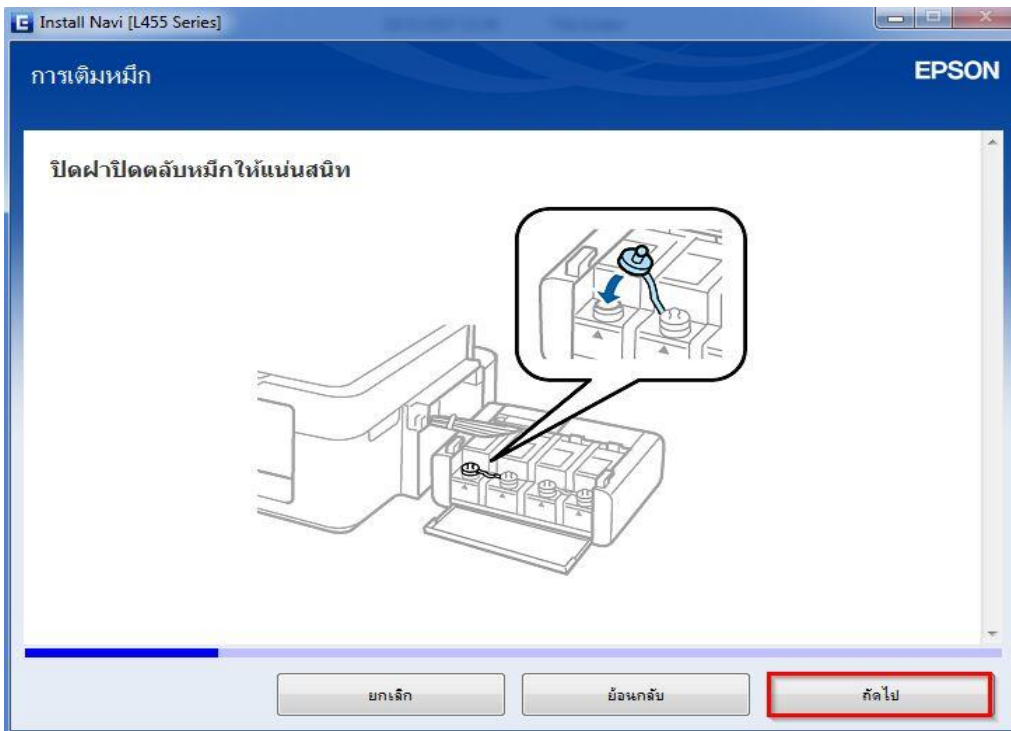 Install Navi [L455 Series]
การเติมหมึก
EPSON
ปิดฝาปิดตลับหมึกให้แน่นสนิท
ยกเลิก
ย้อนกลับ
ถัดไป